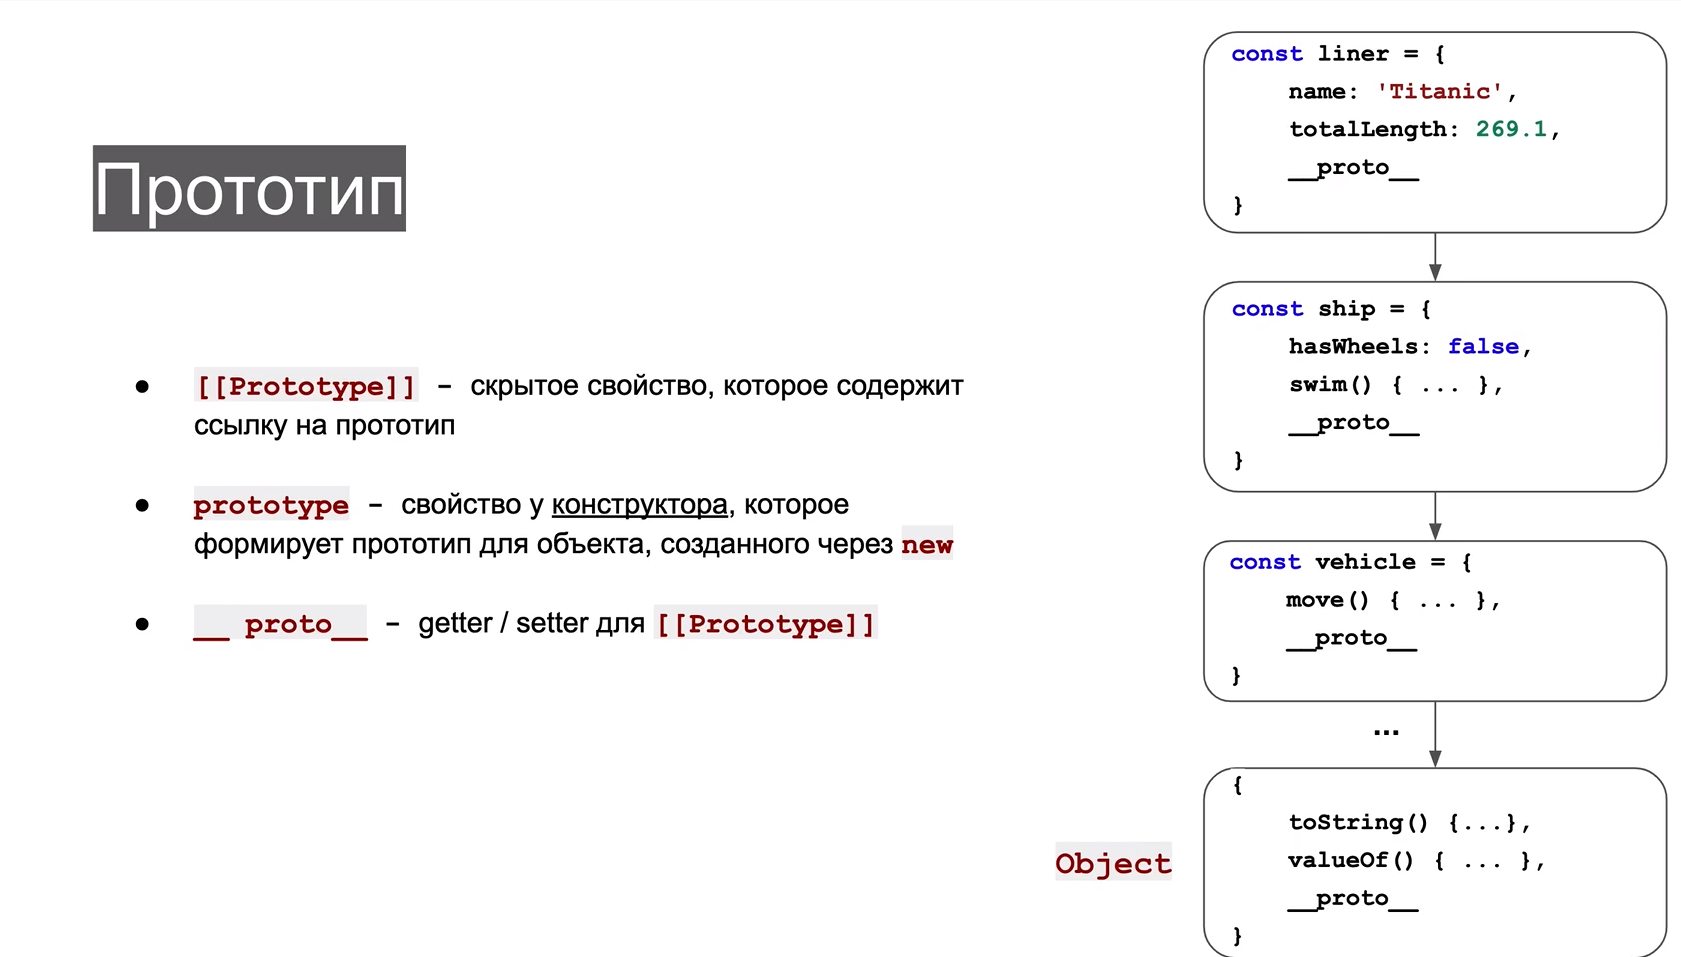 Прототип
● [[Prototype]] – скрытое свойство, которое содержит
ссылку на прототип
● prototype – свойство у конструктора, которое
формирует прототип для объекта, созданного через new
● __ proto__ – getter / setter для [[Prototype]]
const liner = {
name: 'Titanic',
totalLength: 269.1,
__proto__
}
const ship = {
hasWheels: false,
swim() { ... },
__proto__
}
const vehicle = {
move() { ... },
__proto__
}
...
Object
{
toString() {...},
valueOf() { ... },
__proto__
}